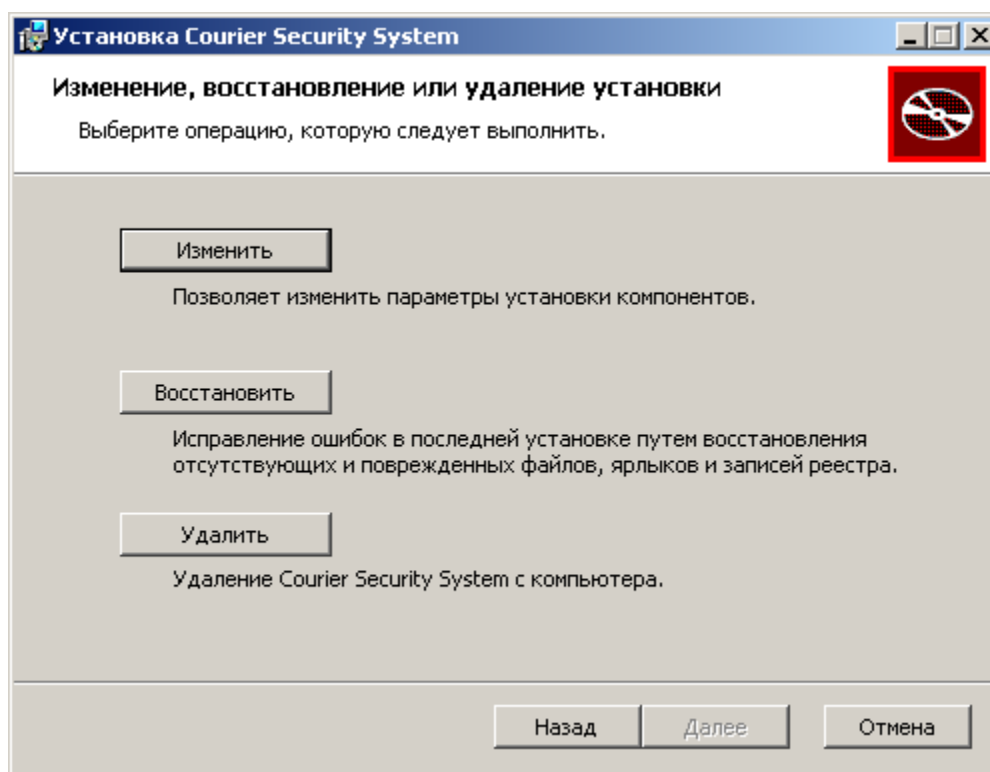 Установка Courier Security System
Изменение, восстановление или удаление установки
Выберите операцию, которую следует выполнить.
Изменить
Позволяет изменить параметры установки компонентов.
Восстановить
Исправление ошибок в последней установке путем восстановления
отсутствующих и поврежденных файлов, ярлыков и записей реестра.
Удалить
Удаление Courier Security System с компьютера.
Назад
Далее
Отмена